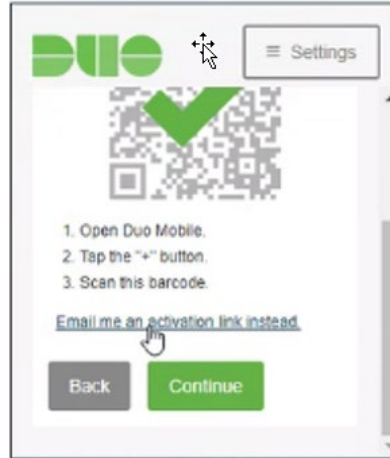 DUO
≡ Settings
1. Open Duo Mobile.
2. Tap the "+" button.
3. Scan this barcode.
Email me an activation link instead.
Back
Continue